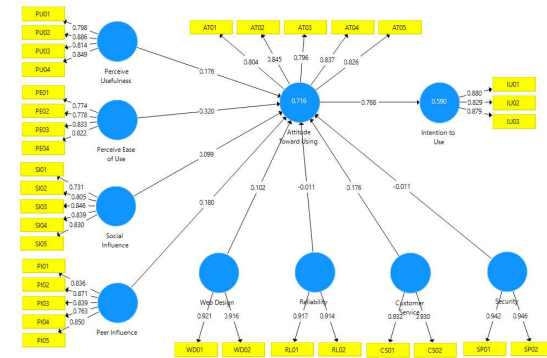 PU01
PU02
PU03
PU04
0.798
0.886
0.814
0.849
Perceive
Usefulness
PE01
PE02
PE03
PE04
0.774
0.778
0.833
0.822
Perceive Ease
of Use
SI01
SI02
SI03
SI04
SI05
0.731
0.805
0.846
0.839
0.830
Social
Influence
PI01
PI02
PI03
PI04
PI05
0.836
0.871
0.839
0.763
0.850
Peer Influence
AT01
AT02
AT03
AT04
AT05
0.804
0.845
0.796
0.837
0.826
0.716
Attitude
Toward Using
0.176
0.320
0.099
0.180
0.102
-0.011
0.176
-0.011
0.768
0.590
Intention to
Use
0.880
0.829
0.879
IU01
IU02
IU03
Web Design
0.921
0.916
WD01
WD02
Reliability
0.917
0.914
RL01
RL02
Customer
Service
0.932
0.930
CS01
CS02
Security
0.942
0.946
SP01
SP02